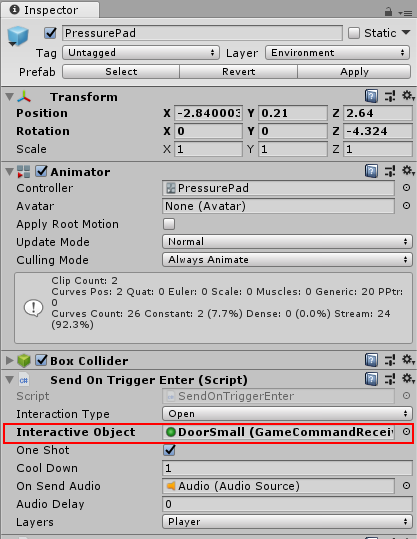 Inspector
PressurePad Static
Tag Untagged Layer Environment
Prefab Select Revert Apply
Transform
Position X -2.840003 Y 0.21 Z 2.64
Rotation X 0 Y 0 Z -4.324
Scale X 1 Y 1 Z 1
Animator
Controller PressurePad
Avatar None (Avatar)
Apply Root Motion
Update Mode Normal
Culling Mode Always Animate
Clip Count: 2
Curves Pos: 2 Quat: 0 Euler: 0 Scale: 0 Muscles: 0 Generic: 20 PPtr:
0
Curves Count: 26 Constant: 2 (7.7%) Dense: 0 (0.0%) Stream: 24
(92.3%)
Box Collider
Send On Trigger Enter (Script)
Script SendOnTriggerEnter
Interaction Type Open
Interactive Object DoorSmall (GameCommandReceiv
One Shot
Cool Down 1
On Send Audio Audio (Audio Source)
Audio Delay 0
Layers Player